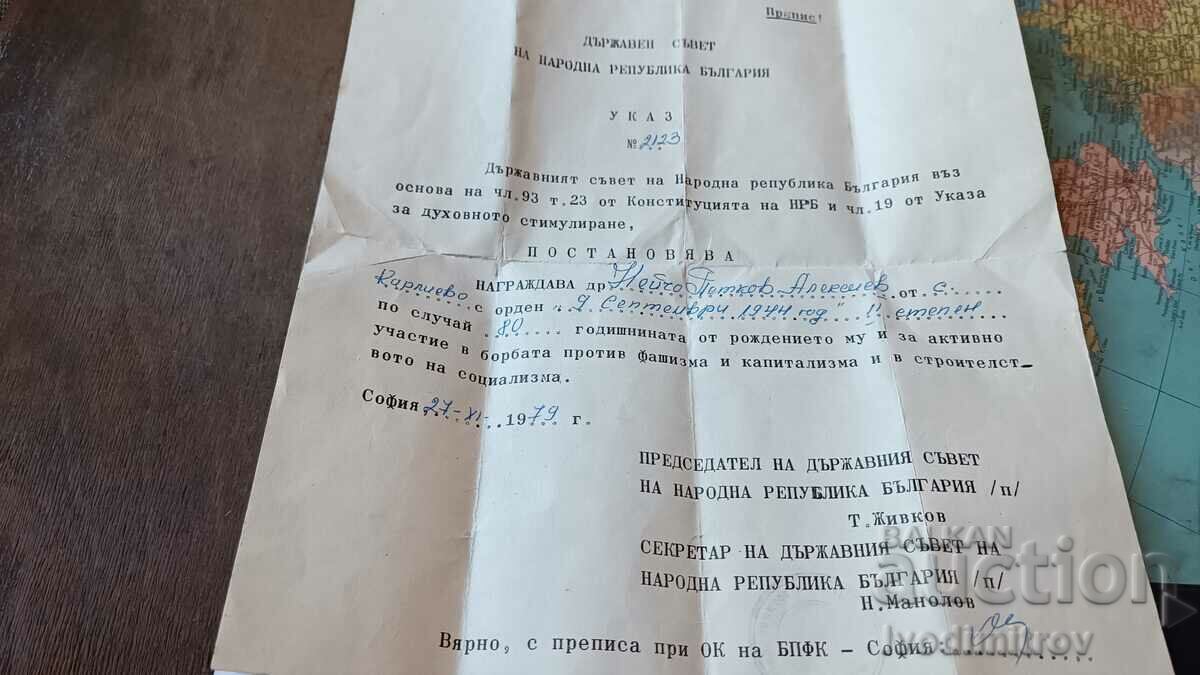 Препис!
ДЪРЖАВЕН СЪВЕТ
НА НАРОДНА РЕПУБЛИКА БЪЛГАРИЯ
УКАЗ
№ 2123
Държавният съвет на Народна република България въз
основа на чл.93 т.23 от Конституцията на НРБ и чл.19 от Указа
за духовното стимулиране,
ПОСТАНОВЯВА
НАГРАЖДАВА др. Нейчо Петков Алексиев от с.
Карлиево с орден "9 Септември 1944 год" II степен
по случай 80 годишнината от рождението му и за активно
участие в борбата против фашизма и капитализма и в строителст-
вото на социализма.
София 27-XI- 1979 г.
ПРЕДСЕДАТЕЛ НА ДЪРЖАВНИЯ СЪВЕТ
НА НАРОДНА РЕПУБЛИКА БЪЛГАРИЯ /п/
Т.Живков
СЕКРЕТАР НА ДЪРЖАВНИЯ СЪВЕТ НА
НАРОДНА РЕПУБЛИКА БЪЛГАРИЯ /п/
Н.Манолов
Вярно, с преписа при ОК на БПФК – София:
BALKAN
auction
Ivodimitrov